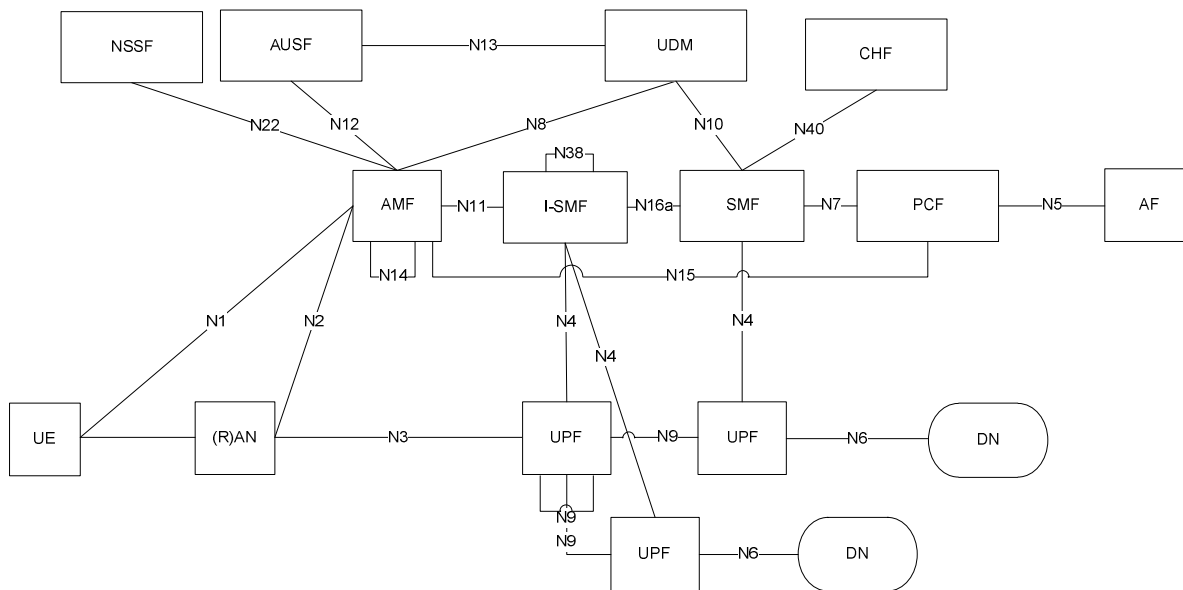 NSSF
AUSF
N13
UDM
CHF
N22
N12
N8
N10
N40
N38
AMF
N11
I-SMF
N16a
SMF
N7
PCF
N5
AF
N14
N15
N1
N2
N4
N4
N4
UE
(R)AN
N3
UPF
N9
UPF
N6
DN
N9
N9
UPF
N6
DN